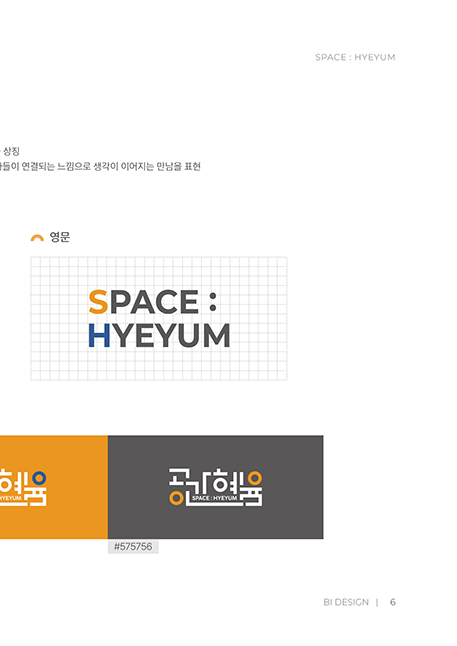 SPACE : HYEYUM
상징
들이 연결되는 느낌으로 생각이 이어지는 만남을 표현
영문
SPACE :
HYEYUM
혜윰
HYEYUM
공간혜윰
SPACE : HYEYUM
#575756
BI DESIGN | 6